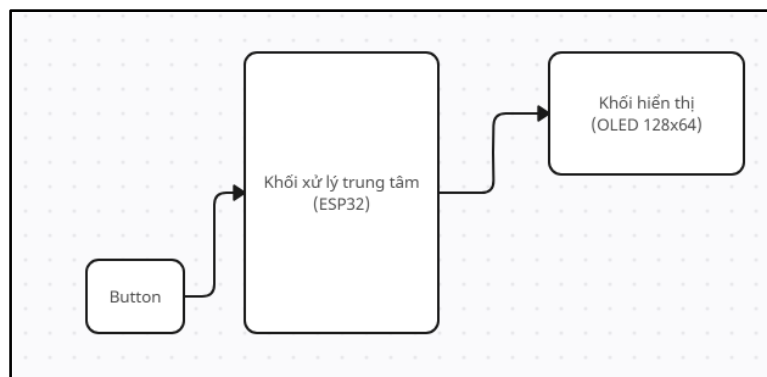 Khối hiển thị
(OLED 128x64)
Khối xử lý trung tâm
(ESP32)
Button